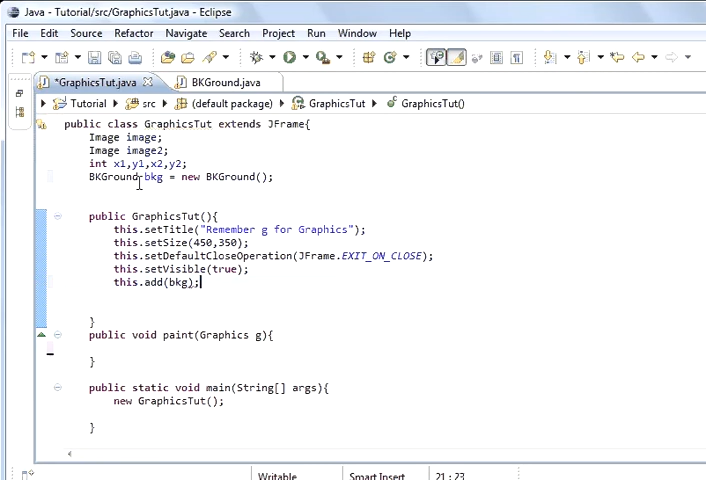 Java - Tutorial/src/GraphicsTut.java - Eclipse
File Edit Source Refactor Navigate Search Project Run Window Help
*GraphicsTut.java BKGround.java
Tutorial src (default package) GraphicsTut GraphicsTut()
public class GraphicsTut extends JFrame{
Image image;
Image image2;
int x1,y1,x2,y2;
BKGround bkg = new BKGround();
public GraphicsTut(){
this.setTitle("Remember g for Graphics");
this.setSize(450,350);
this.setDefaultCloseOperation(JFrame.EXIT_ON_CLOSE);
this.setVisible(true);
this.add(bkg);
}
public void paint(Graphics g){
}
public static void main(String[] args){
new GraphicsTut();
}
Writable Smart Insert 21 : 23